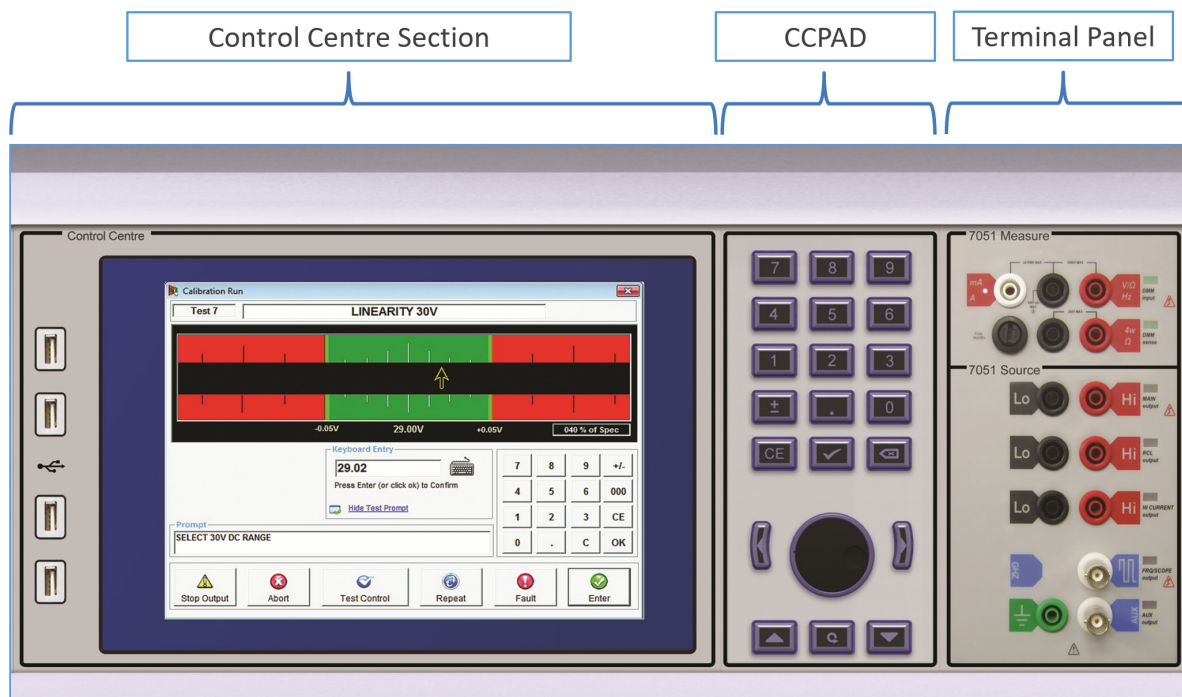 Control Centre Section
CCPAD
Terminal Panel
Control Centre
Calibration Run
Test 7
LINEARITY 30V
-0.05V
29.00V
+0.05V
040 % of Spec
Keyboard Entry
29.02
Press Enter (or click ok) to Confirm
Hide Test Prompt
7 8 9 +/-
4 5 6 000
1 2 3 CE
0 . C OK
Prompt
SELECT 30V DC RANGE
Stop Output
Abort
Test Control
Repeat
Fault
Enter
7 8 9
4 5 6
1 2 3
± . 0
CE
7051 Measure
mA
A
V/Ω
Hz
DMM
input
4w
Ω
DMM
sense
7051 Source
Lo
Hi
MAIN
output
Lo
Hi
RCL
output
Lo
Hi
HI CURRENT
output
GHZ
FRQ/SCOPE
output
AUX
AUX
output